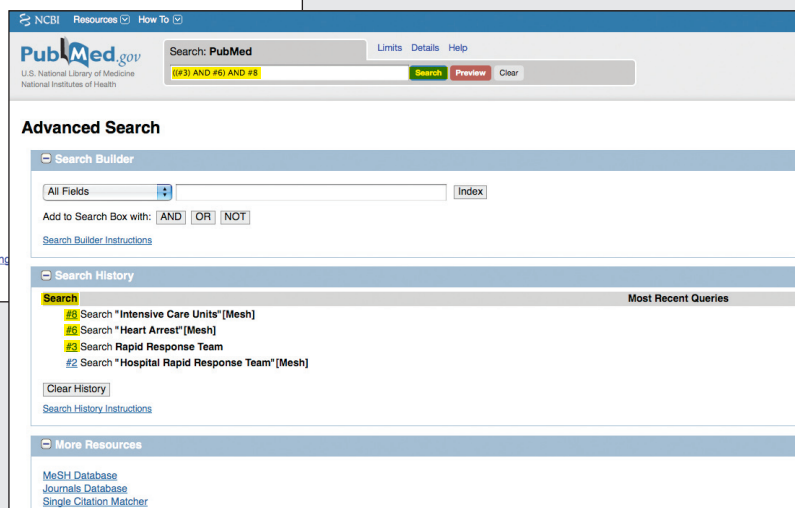 NCBI Resources How To
PubMed.gov
U.S. National Library of Medicine
National Institutes of Health
Search: PubMed
Limits Details Help
((#3) AND #6) AND #8
Search Preview Clear
Advanced Search
Search Builder
All Fields Index
Add to Search Box with: AND OR NOT
Search Builder Instructions
Search History
Search Most Recent Queries
#8 Search "Intensive Care Units"[Mesh]
#6 Search "Heart Arrest"[Mesh]
#3 Search Rapid Response Team
#2 Search "Hospital Rapid Response Team"[Mesh]
Clear History
Search History Instructions
More Resources
MeSH Database
Journals Database
Single Citation Matcher